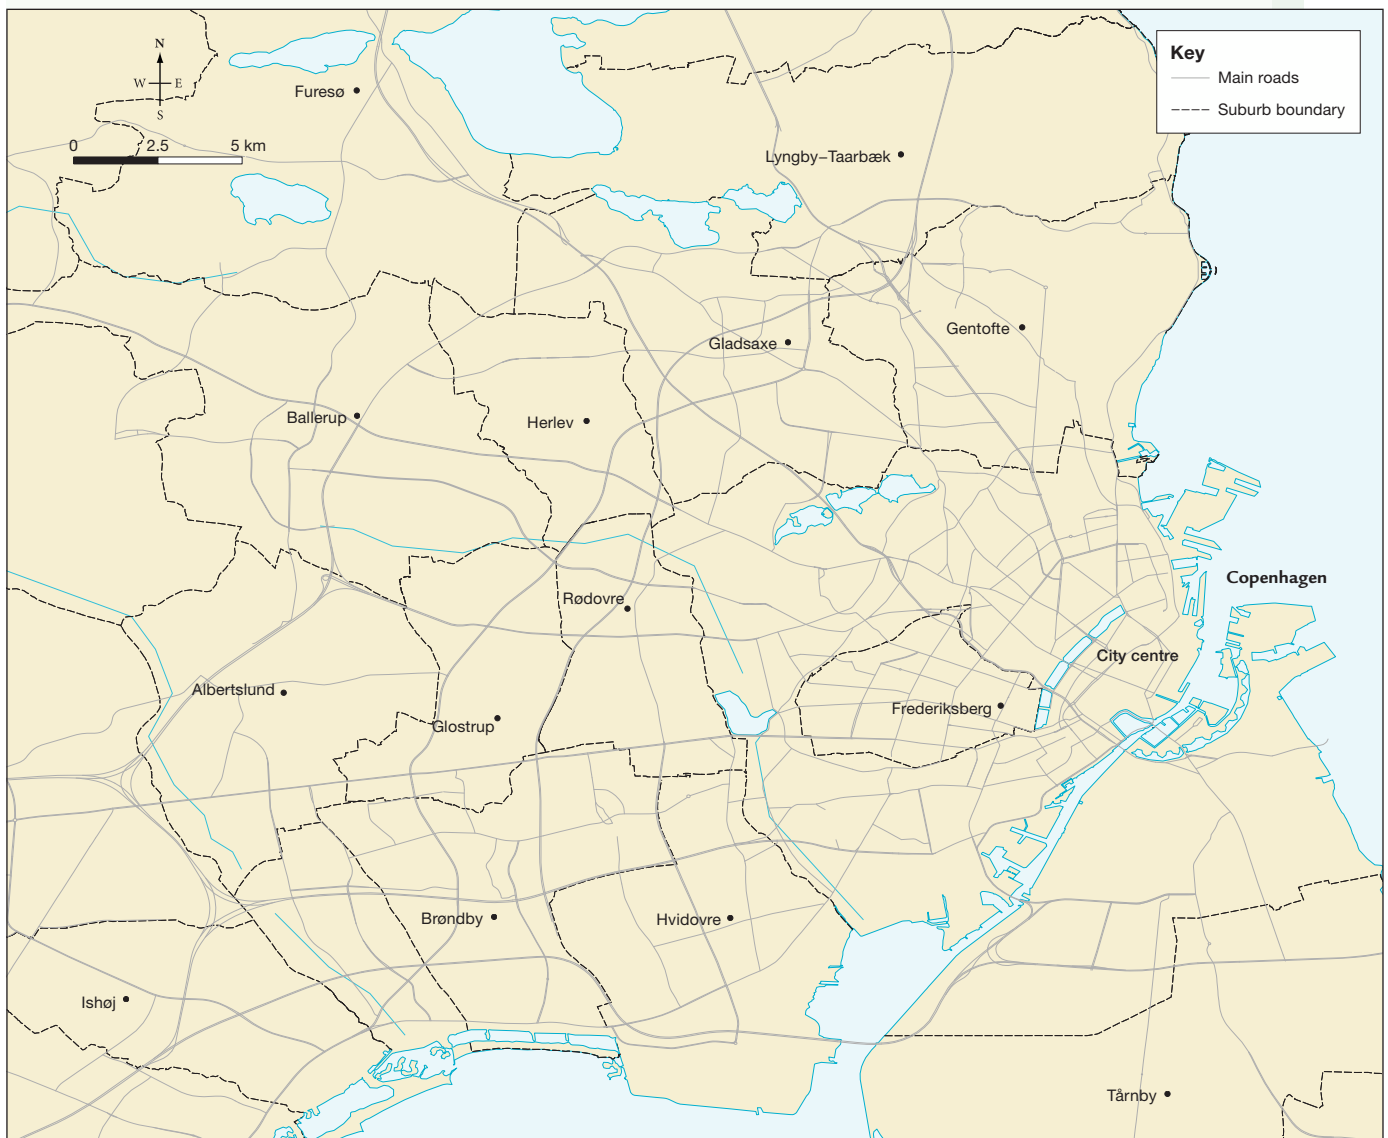 Key
Main roads
Suburb boundary
N
W E
S
0 2.5 5 km
Furesø
Lyngby–Taarbæk
Gentofte
Gladsaxe
Ballerup
Herlev
Copenhagen
Rødovre
City centre
Albertslund
Frederiksberg
Glostrup
Brøndby
Hvidovre
Ishøj
Tårnby